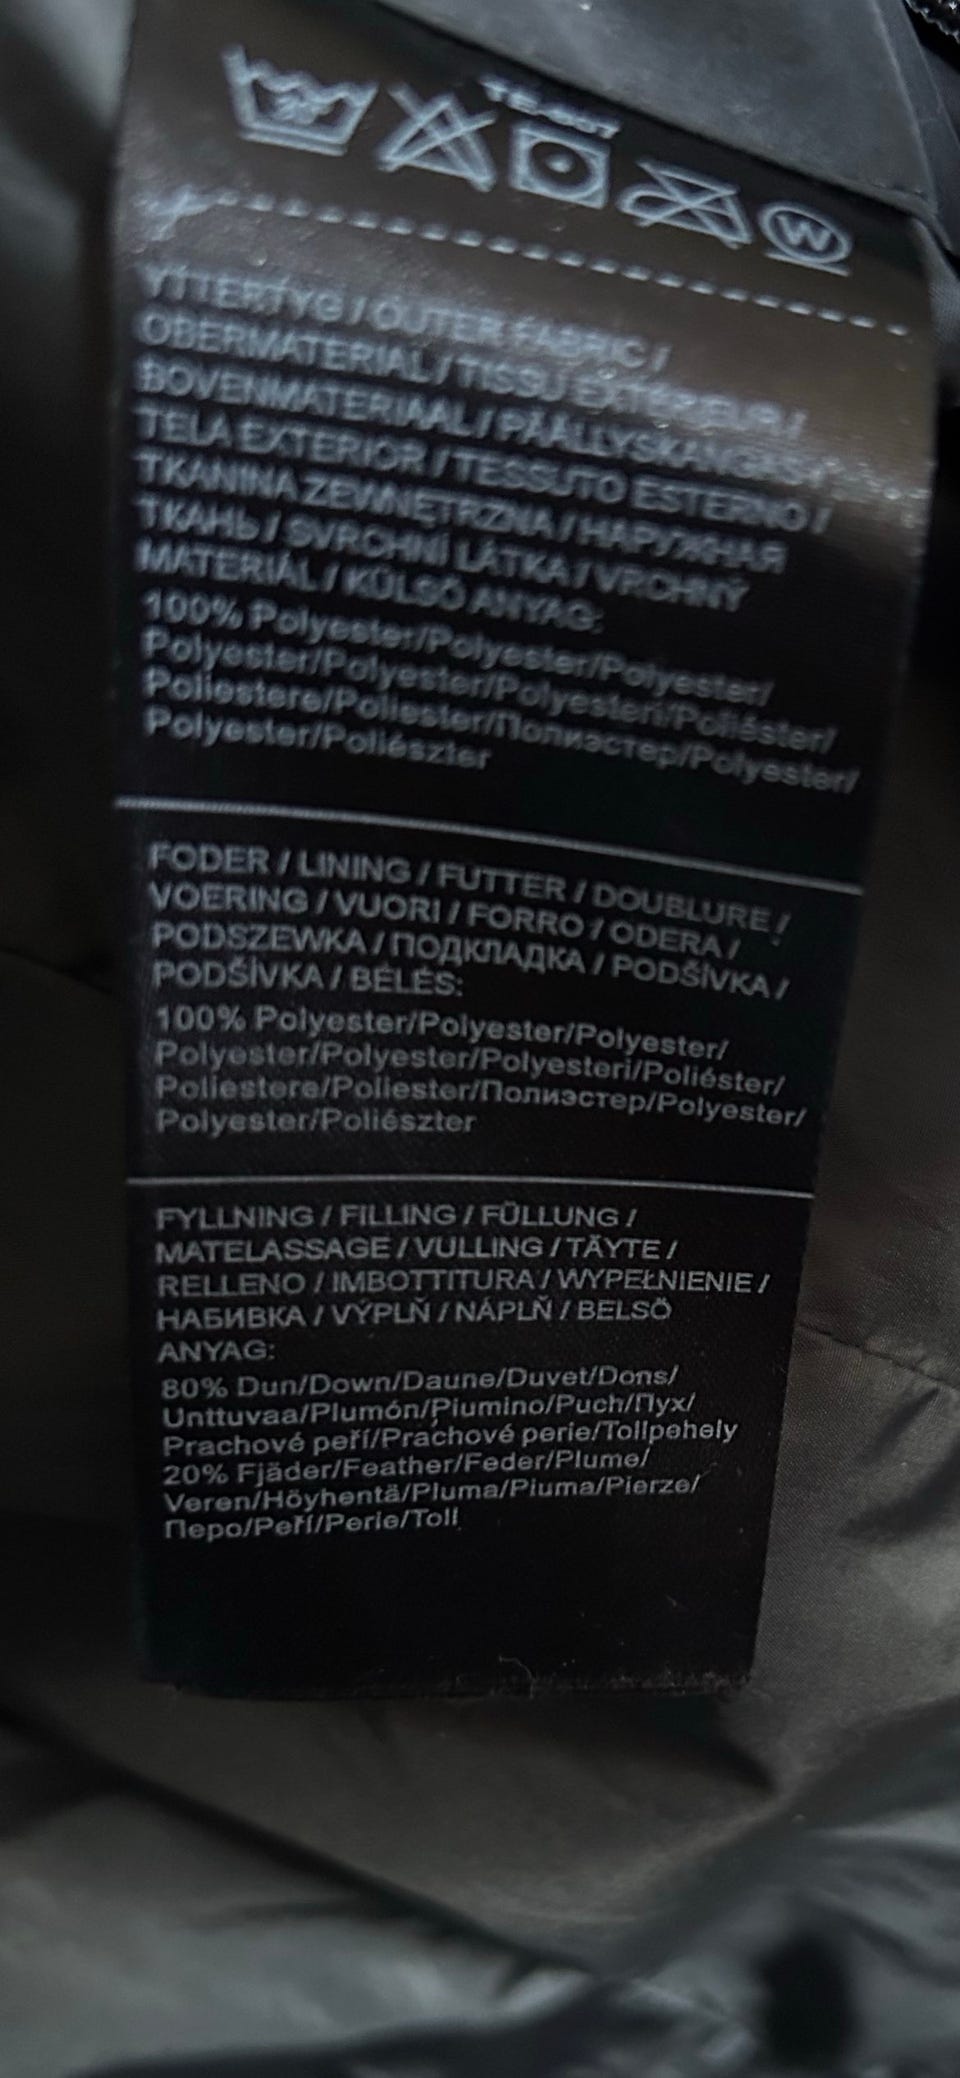 YTTERTYG / OUTER FABRIC /
OBERMATERIAL / TISSU EXTÉRIEUR /
BOVENMATERIAAL / PÄÄLLYSKANGAS /
TELA EXTERIOR / TESSUTO ESTERNO /
TKANINA ZEWNĘTRZNA / НАРУЖНАЯ
ТКАНЬ / SVRCHNÍ LÁTKA / VRCHNÝ
MATERIÁL / KÜLSÖ ANYAG:
100% Polyester/Polyester/Polyester/
Polyester/Polyester/Polyesteri/Poliéster/
Poliestere/Poliester/Полиэстер/Polyester/
Polyester/Poliészter
FODER / LINING / FUTTER / DOUBLURE /
VOERING / VUORI / FORRO / ODERA /
PODSZEWKA / ПОДКЛАДКА / PODŠÍVKA /
PODŠÍVKA / BÉLÉS:
100% Polyester/Polyester/Polyester/
Polyester/Polyester/Polyesteri/Poliéster/
Poliestere/Poliester/Полиэстер/Polyester/
Polyester/Poliészter
FYLLNING / FILLING / FÜLLUNG /
MATELASSAGE / VULLING / TÄYTE /
RELLENO / IMBOTTITURA / WYPEŁNIENIE /
НАБИВКА / VÝPLŇ / NÁPLŇ / BELSÖ
ANYAG:
80% Dun/Down/Daune/Duvet/Dons/
Unttuvaa/Plumón/Piumino/Puch/Пух/
Prachové peří/Prachové perie/Tollpehely
20% Fjäder/Feather/Feder/Plume/
Veren/Höyhentä/Pluma/Piuma/Pierze/
Перо/Peří/Perie/Toll